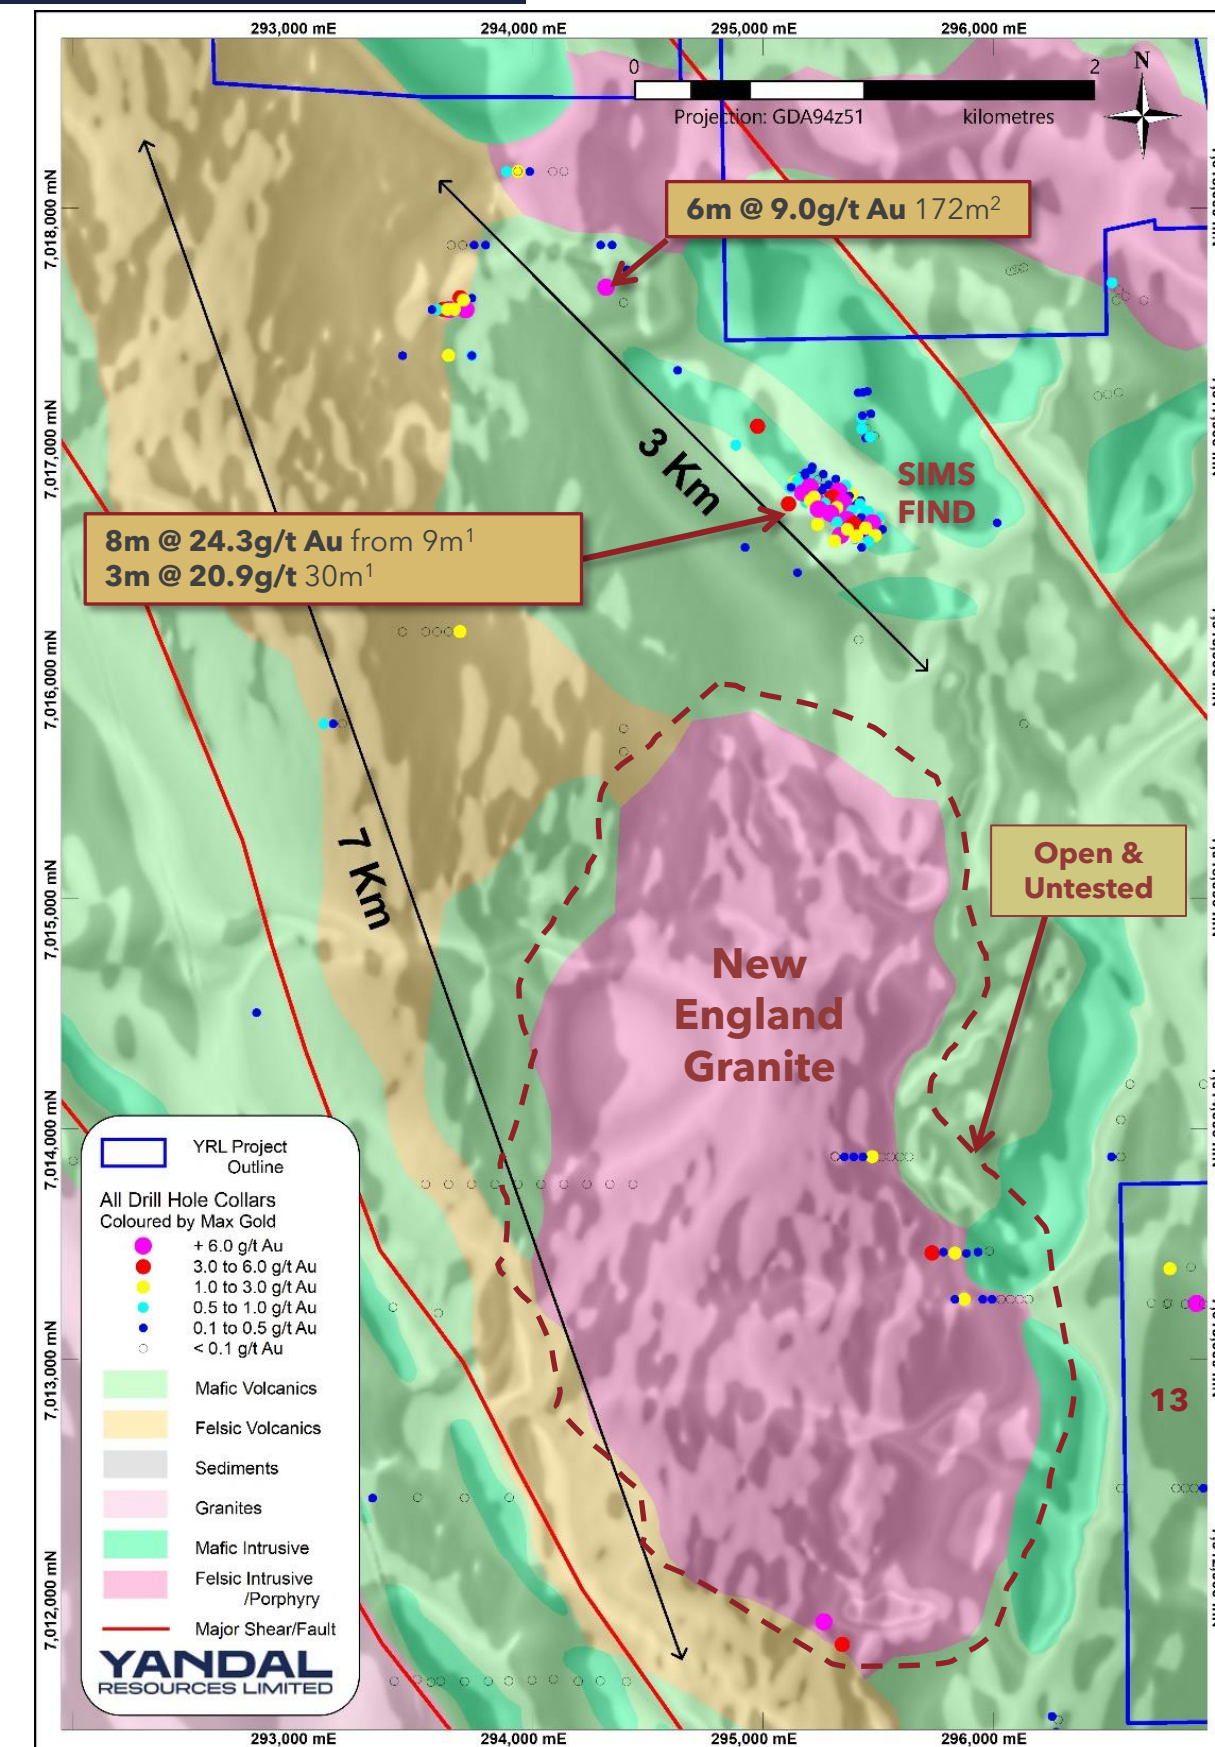 293,000 mE
294,000 mE
295,000 mE
296,000 mE
0
2
N
Projection: GDA94z51
kilometres
7,018,000 mN
6m @ 9.0g/t Au 172m²
7,017,000 mN
3 Km
SIMS
FIND
8m @ 24.3g/t Au from 9m¹
3m @ 20.9g/t 30m¹
7,016,000 mN
7 Km
Open &
Untested
7,015,000 mN
New
England
Granite
7,014,000 mN
YRL Project
Outline
All Drill Hole Collars
Coloured by Max Gold
+ 6.0 g/t Au
3.0 to 6.0 g/t Au
1.0 to 3.0 g/t Au
0.5 to 1.0 g/t Au
0.1 to 0.5 g/t Au
< 0.1 g/t Au
7,013,000 mN
Mafic Volcanics
Felsic Volcanics
Sediments
Granites
Mafic Intrusive
Felsic Intrusive
/Porphyry
Major Shear/Fault
13
7,012,000 mN
YANDAL
RESOURCES LIMITED
293,000 mE
294,000 mE
295,000 mE
296,000 mE